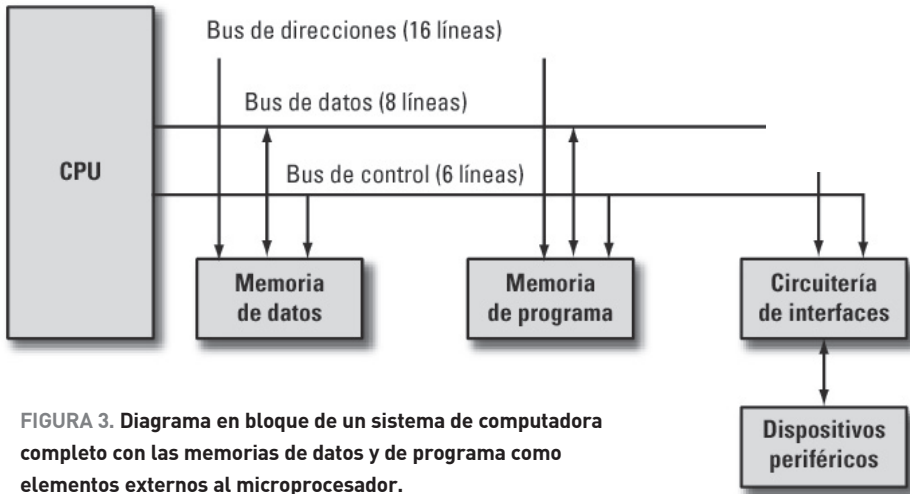 Bus de direcciones (16 líneas)
Bus de datos (8 líneas)
CPU
Bus de control (6 líneas)
Memoria
de datos
Memoria
de programa
Circuitería
de interfaces
FIGURA 3. Diagrama en bloque de un sistema de computadora
completo con las memorias de datos y de programa como
elementos externos al microprocesador.
Dispositivos
periféricos